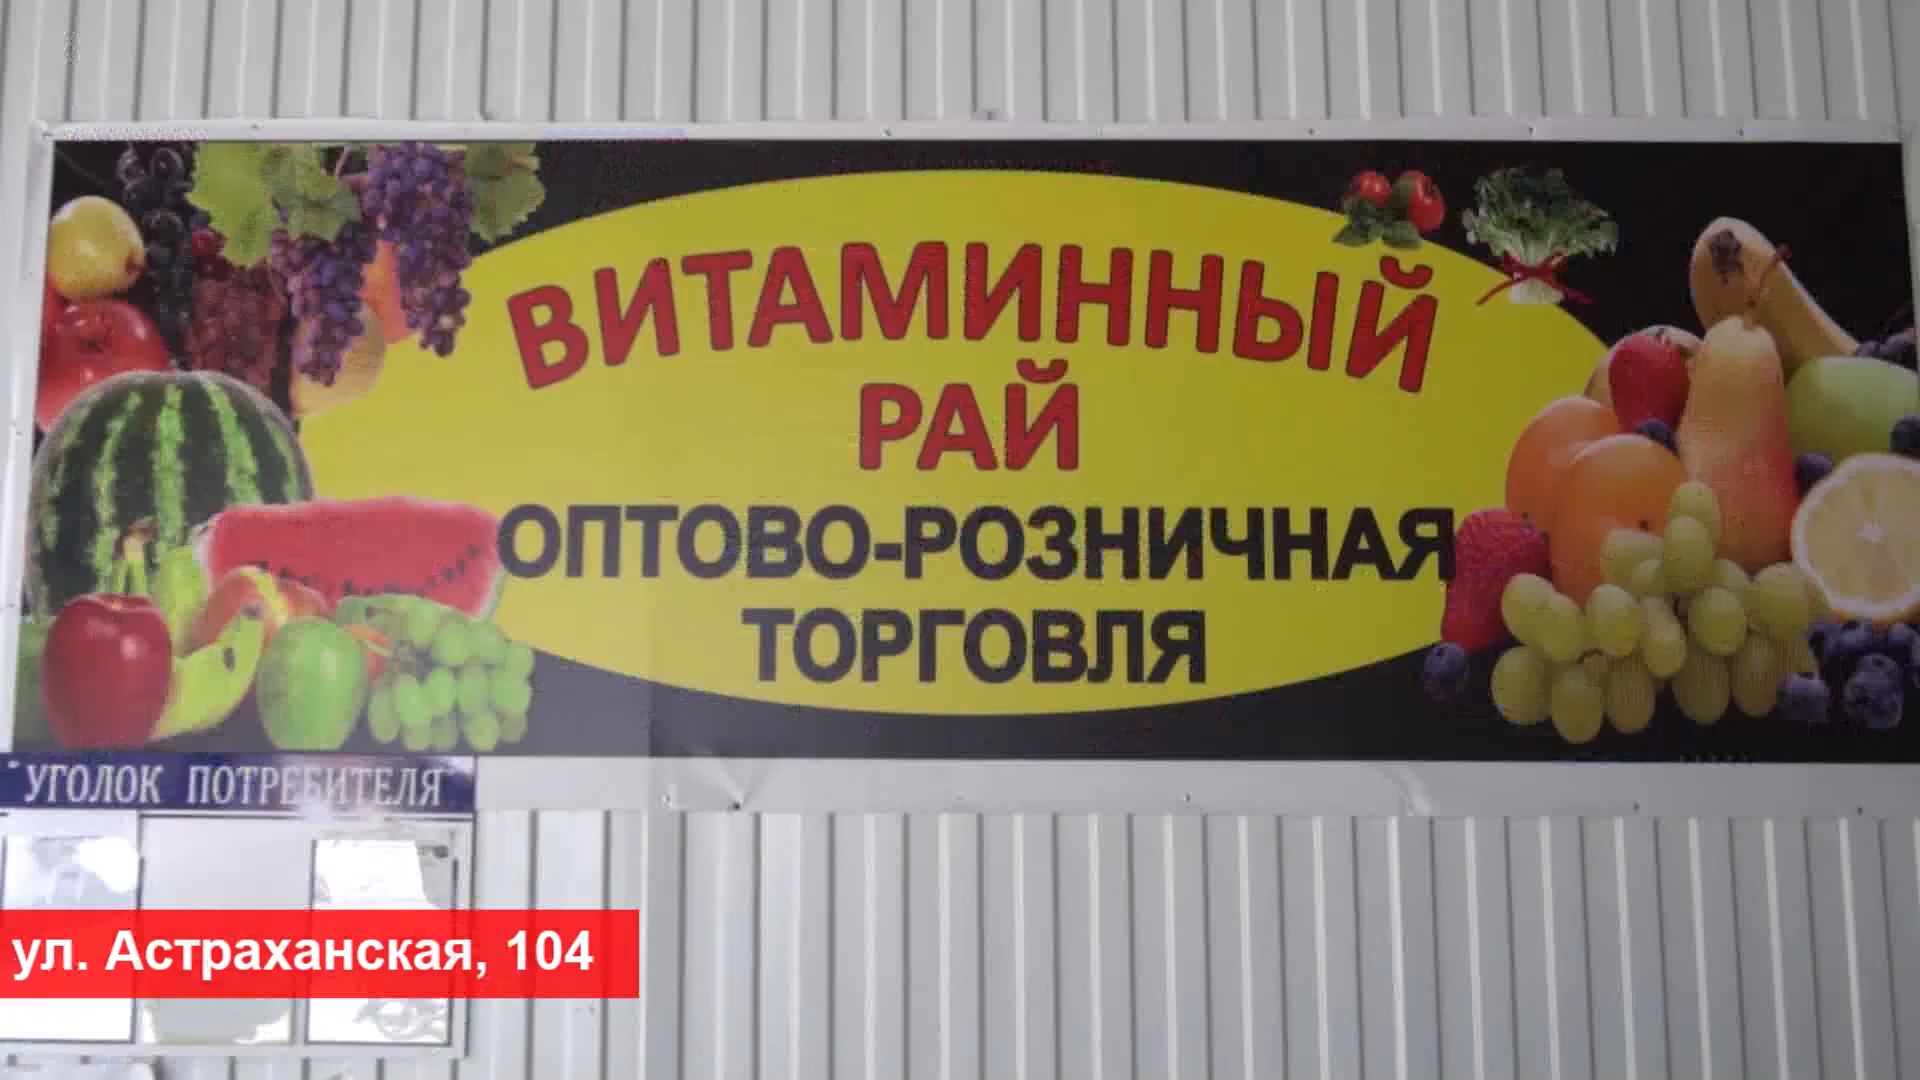 ВИТАМИННЫЙ
РАЙ
ОПТОВО-РОЗНИЧНАЯ
ТОРГОВЛЯ
"УГОЛОК ПОТРЕБИТЕЛЯ"
ул. Астраханская, 104